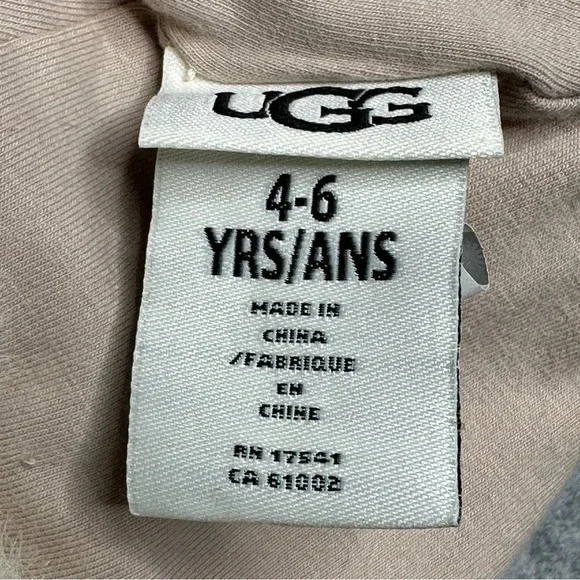 UGG
4-6
YRS/ANS
MADE IN
CHINA
/FABRIQUE
EN
CHINE
RN 17541
CA 61002